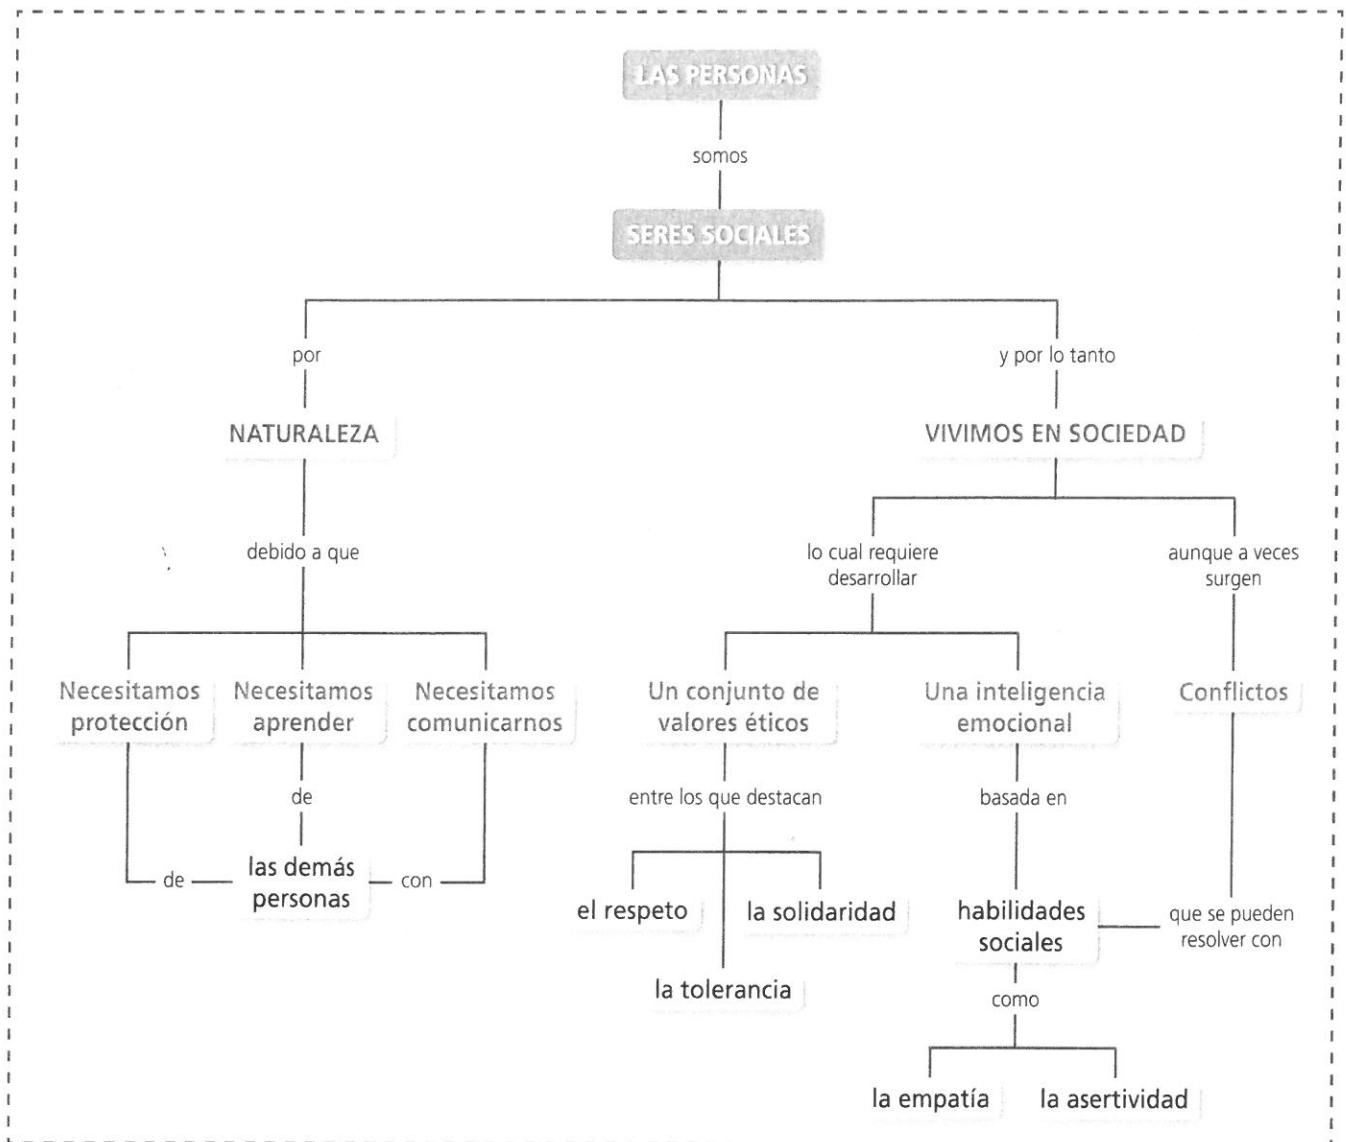 LAS PERSONAS
somos
SERES SOCIALES
por
y por lo tanto
NATURALEZA
VIVIMOS EN SOCIEDAD
debido a que
lo cual requiere
desarrollar
aunque a veces
surgen
Necesitamos
protección
Necesitamos
aprender
Necesitamos
comunicarnos
Un conjunto de
valores éticos
Una inteligencia
emocional
Conflictos
de
entre los que destacan
basada en
de
las demás
personas
con
el respeto
la solidaridad
habilidades
sociales
que se pueden
resolver con
la tolerancia
como
la empatía
la asertividad